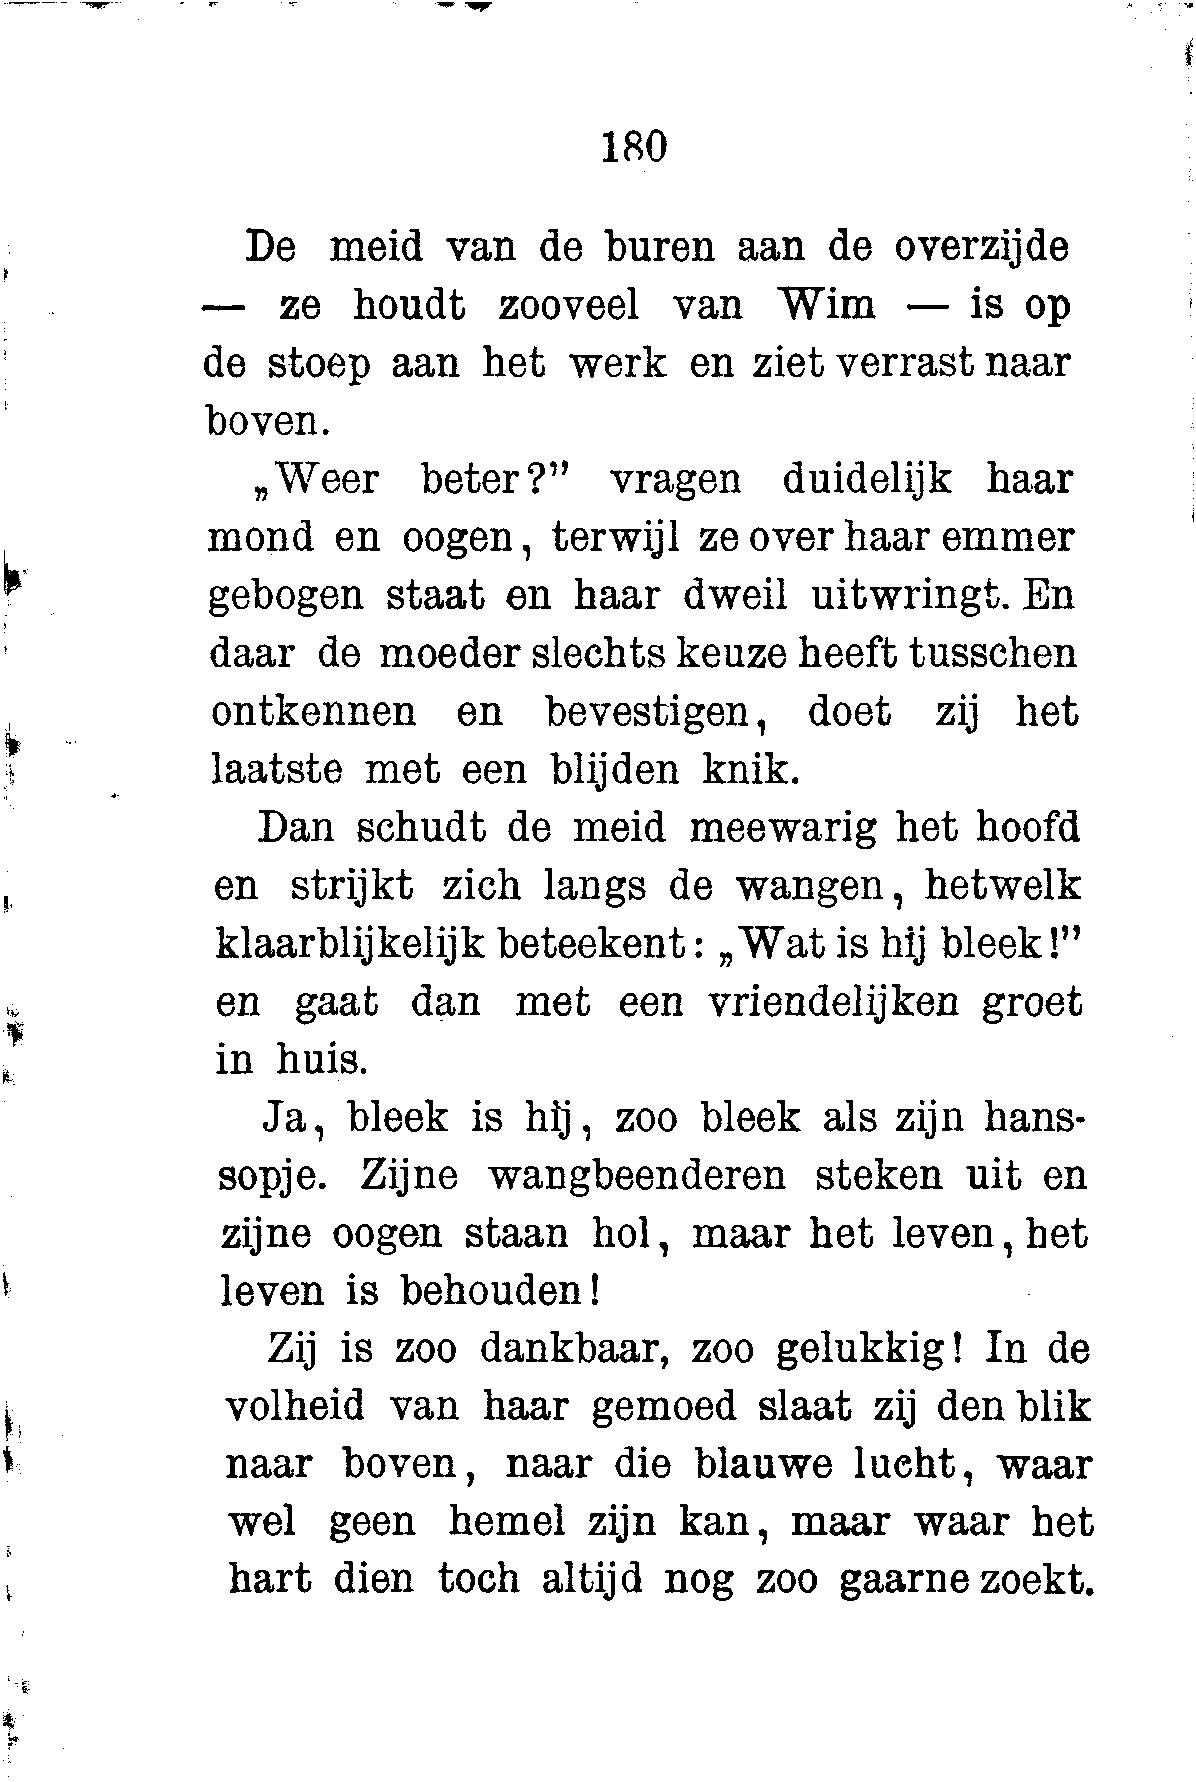 180
De meid van de buren aan de overzijde
— ze houdt zooveel van Wim — is op
de stoep aan het werk en ziet verrast naar
boven.
„Weer beter?” vragen duidelijk haar
mond en oogen, terwijl ze over haar emmer
gebogen staat en haar dweil uitwringt. En
daar de moeder slechts keuze heeft tusschen
ontkennen en bevestigen, doet zij het
laatste met een blijden knik.
Dan schudt de meid meewarig het hoofd
en strijkt zich langs de wangen, hetwelk
klaarblijkelijk beteekent: „Wat is hij bleek!”
en gaat dan met een vriendelijken groet
in huis.
Ja, bleek is hij, zoo bleek als zijn hans-
sopje. Zijne wangbeenderen steken uit en
zijne oogen staan hol, maar het leven, het
leven is behouden!
Zij is zoo dankbaar, zoo gelukkig! In de
volheid van haar gemoed slaat zij den blik
naar boven, naar die blauwe lucht, waar
wel geen hemel zijn kan, maar waar het
hart dien toch altijd nog zoo gaarne zoekt.